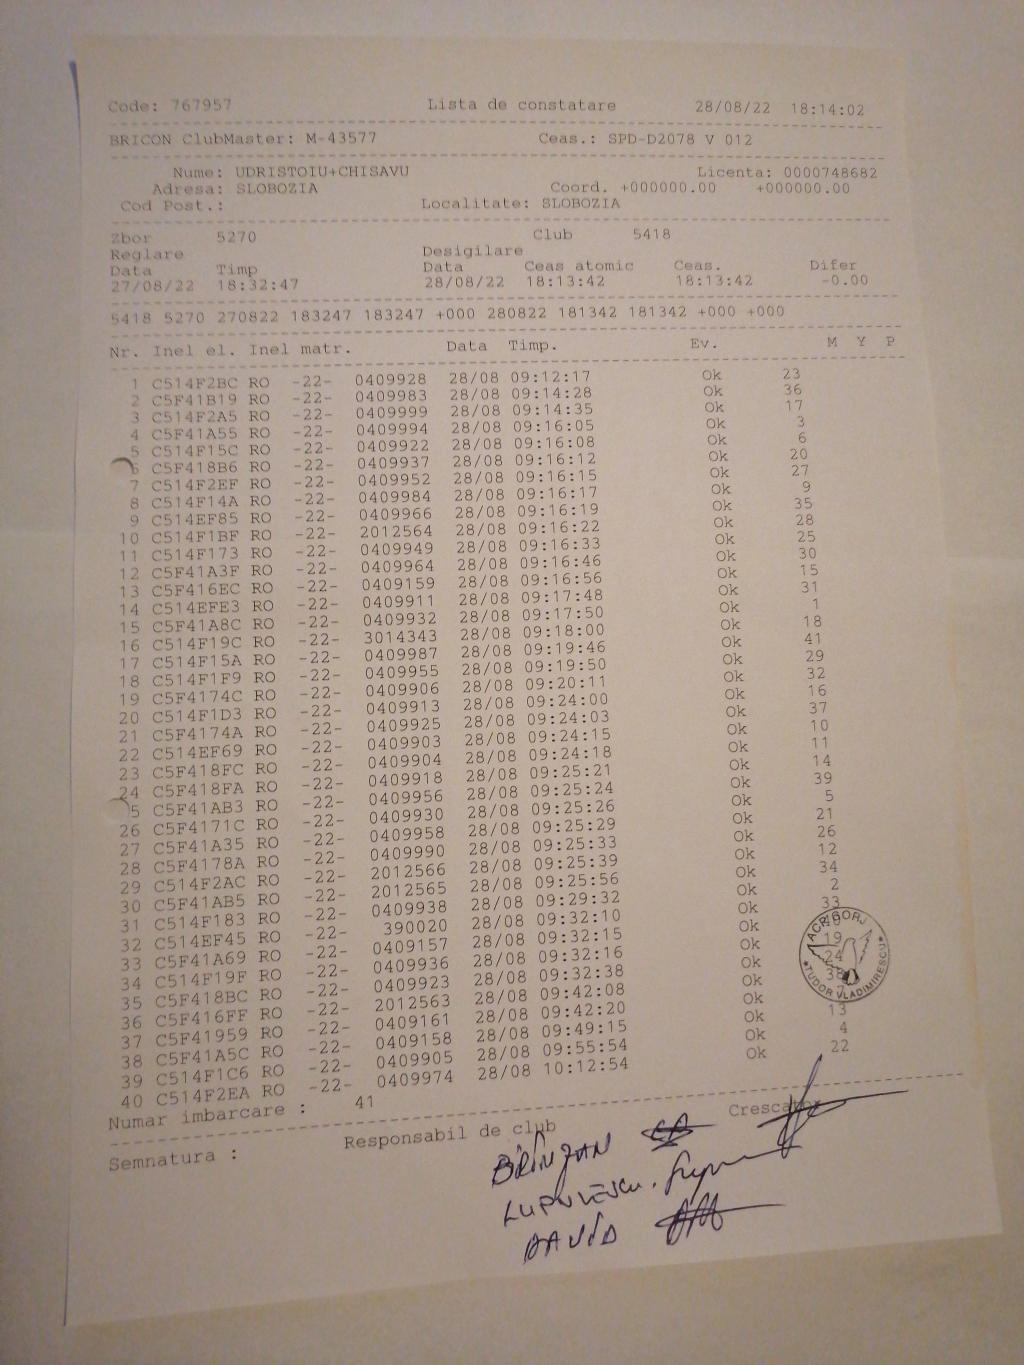 Code: 767957 Lista de constatare 28/08/22 18:14:02
BRICON ClubMaster: M-43577 Ceas.: SPD-D2078 V 012
Nume: UDRISTOIU+CHISAVU Licenta: 0000748682
Adresa: SLOBOZIA Coord. +000000.00 +000000.00
Cod Post.: Localitate: SLOBOZIA
Zbor 5270 Club 5418
Reglare Desigilare
Data Timp Data Ceas atomic Ceas. Difer
27/08/22 18:32:47 28/08/22 18:13:42 18:13:42 -0.00
5418 5270 270822 183247 183247 +000 280822 181342 181342 +000 +000
Nr. Inel el. Inel matr. Data Timp. Ev. M Y P
1 C514F2BC RO -22- 0409928 28/08 09:12:17 Ok 23
2 C5F41B19 RO -22- 0409983 28/08 09:14:28 Ok 36
3 C514F2A5 RO -22- 0409999 28/08 09:14:35 Ok 17
4 C5F41A55 RO -22- 0409994 28/08 09:16:05 Ok 3
5 C514F15C RO -22- 0409922 28/08 09:16:08 Ok 6
6 C5F418B6 RO -22- 0409937 28/08 09:16:12 Ok 20
7 C514F2EF RO -22- 0409952 28/08 09:16:15 Ok 27
8 C514F14A RO -22- 0409984 28/08 09:16:17 Ok 9
9 C514EF85 RO -22- 0409966 28/08 09:16:19 Ok 35
10 C514F1BF RO -22- 2012564 28/08 09:16:22 Ok 28
11 C514F173 RO -22- 0409949 28/08 09:16:33 Ok 25
12 C5F41A3F RO -22- 0409964 28/08 09:16:46 Ok 30
13 C5F416EC RO -22- 0409159 28/08 09:16:56 Ok 15
14 C514EFE3 RO -22- 0409911 28/08 09:17:48 Ok 31
15 C5F41A8C RO -22- 0409932 28/08 09:17:50 Ok 1
16 C514F19C RO -22- 3014343 28/08 09:18:00 Ok 18
17 C514F15A RO -22- 0409987 28/08 09:19:46 Ok 41
18 C514F1F9 RO -22- 0409955 28/08 09:19:50 Ok 29
19 C5F4174C RO -22- 0409906 28/08 09:20:11 Ok 32
20 C514F1D3 RO -22- 0409913 28/08 09:24:00 Ok 16
21 C5F4174A RO -22- 0409925 28/08 09:24:03 Ok 37
22 C514EF69 RO -22- 0409903 28/08 09:24:15 Ok 10
23 C5F418FC RO -22- 0409904 28/08 09:24:18 Ok 11
24 C5F418FA RO -22- 0409918 28/08 09:25:21 Ok 14
5 C5F41AB3 RO -22- 0409956 28/08 09:25:24 Ok 39
26 C5F4171C RO -22- 0409930 28/08 09:25:26 Ok 5
27 C5F41A35 RO -22- 0409958 28/08 09:25:29 Ok 21
28 C5F4178A RO -22- 0409990 28/08 09:25:33 Ok 26
29 C514F2AC RO -22- 2012566 28/08 09:25:39 Ok 12
30 C5F41AB5 RO -22- 2012565 28/08 09:25:56 Ok 34
31 C514F183 RO -22- 0409938 28/08 09:29:32 Ok 2
32 C514EF45 RO -22- 390020 28/08 09:32:10 Ok 33
33 C5F41A69 RO -22- 0409157 28/08 09:32:15 Ok 40
34 C514F19F RO -22- 0409936 28/08 09:32:16 Ok 19
35 C5F418BC RO -22- 0409923 28/08 09:32:38 Ok 24
36 C5F416FF RO -22- 2012563 28/08 09:42:08 Ok 38
37 C5F41959 RO -22- 0409161 28/08 09:42:20 Ok 7
38 C5F41A5C RO -22- 0409158 28/08 09:49:15 Ok 13
39 C514F1C6 RO -22- 0409905 28/08 09:55:54 Ok 4
40 C514F2EA RO -22- 0409974 28/08 10:12:54 Ok 22
ACR GORJ
TUDOR VLADIMIRESCU
Numar imbarcare : 41
Semnatura : Responsabil de club Crescator
BRÎNZAN
LUPULESCU
DAVID